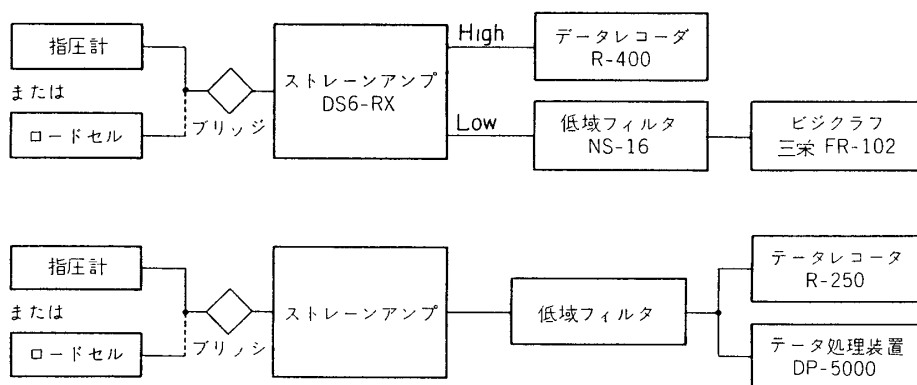 指圧計
または
ロードセル
ブリッジ
ストレーンアンプ
DS6-RX
High
データレコーダ
R-400
Low
低域フィルタ
NS-16
ビジグラフ
三栄 FR-102
指圧計
または
ロードセル
ブリッジ
ストレーンアンプ
低域フィルタ
データレコーダ
R-250
データ処理装置
DP-5000